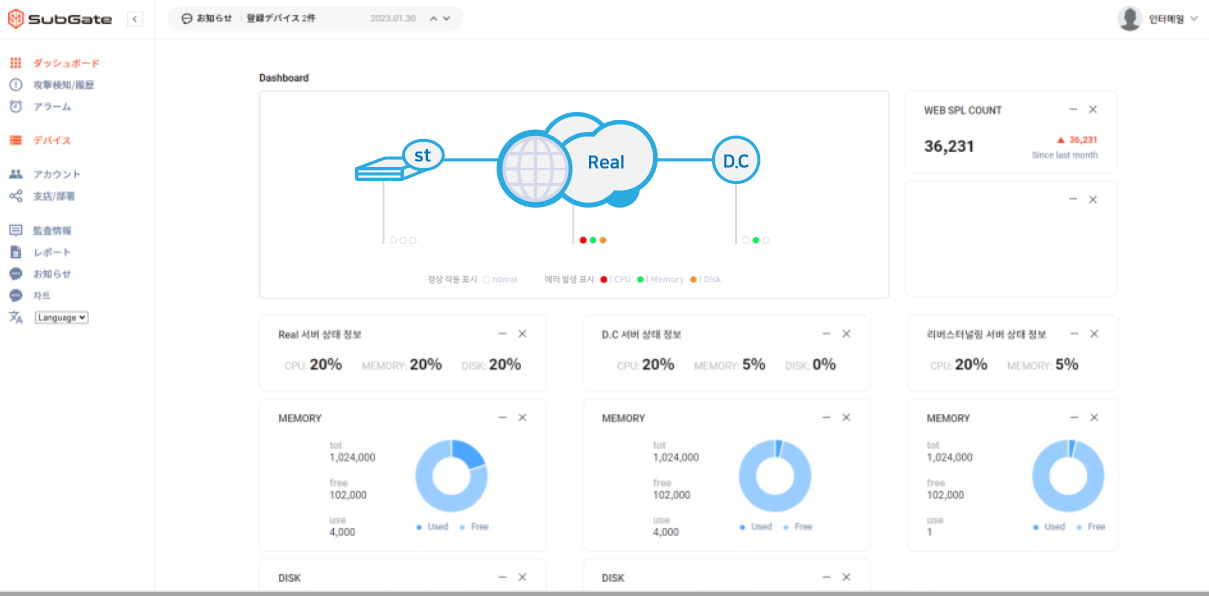 SubGate
お知らせ 登録デバイス 2件 2023.01.30
인터메일
ダッシュボード
攻撃検知/履歴
アラーム
デバイス
アカウント
支店/部署
監査情報
レポート
お知らせ
차트
Language
Dashboard
st
Real
D.C
정상 작동 표시 nomal 에러 발생 표시 | CPU | Memory | Disk
WEB SPL COUNT
36,231
36,231
Since last month
Real 서버 상태 정보
CPU: 20% MEMORY: 20% DISK: 20%
D.C 서버 상태 정보
CPU: 20% MEMORY: 5% DISK: 0%
리버스터널링 서버 상태 정보
CPU: 20% MEMORY: 5%
MEMORY
tot
1,024,000
free
102,000
use
4,000
Used Free
MEMORY
tot
1,024,000
free
102,000
use
4,000
Used Free
MEMORY
tot
1,024,000
free
102,000
use
1
Used Free
DISK
DISK